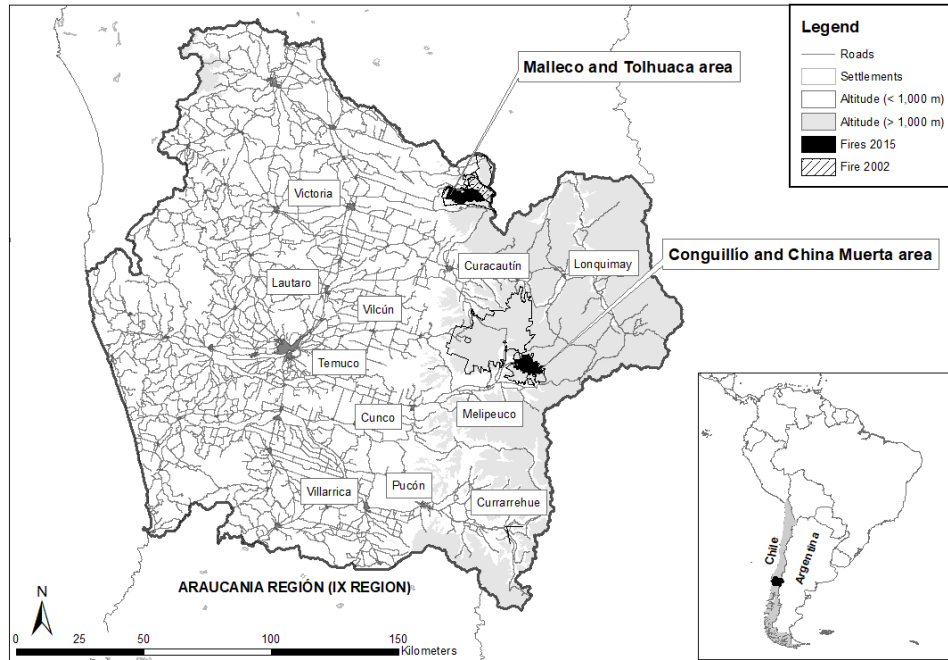 Legend
Roads
Settlements
Altitude (< 1,000 m)
Altitude (> 1,000 m)
Fires 2015
Fire 2002
Malleco and Tolhuaca area
Victoria
Conguillío and China Muerta area
Curacautín
Lonquimay
Lautaro
Vilcún
Temuco
Cunco
Melipeuco
Villarrica
Pucón
Currarrehue
ARAUCANIA REGIÓN (IX REGION)
N
0 50 100 150
Kilometers
Chile
Argentina